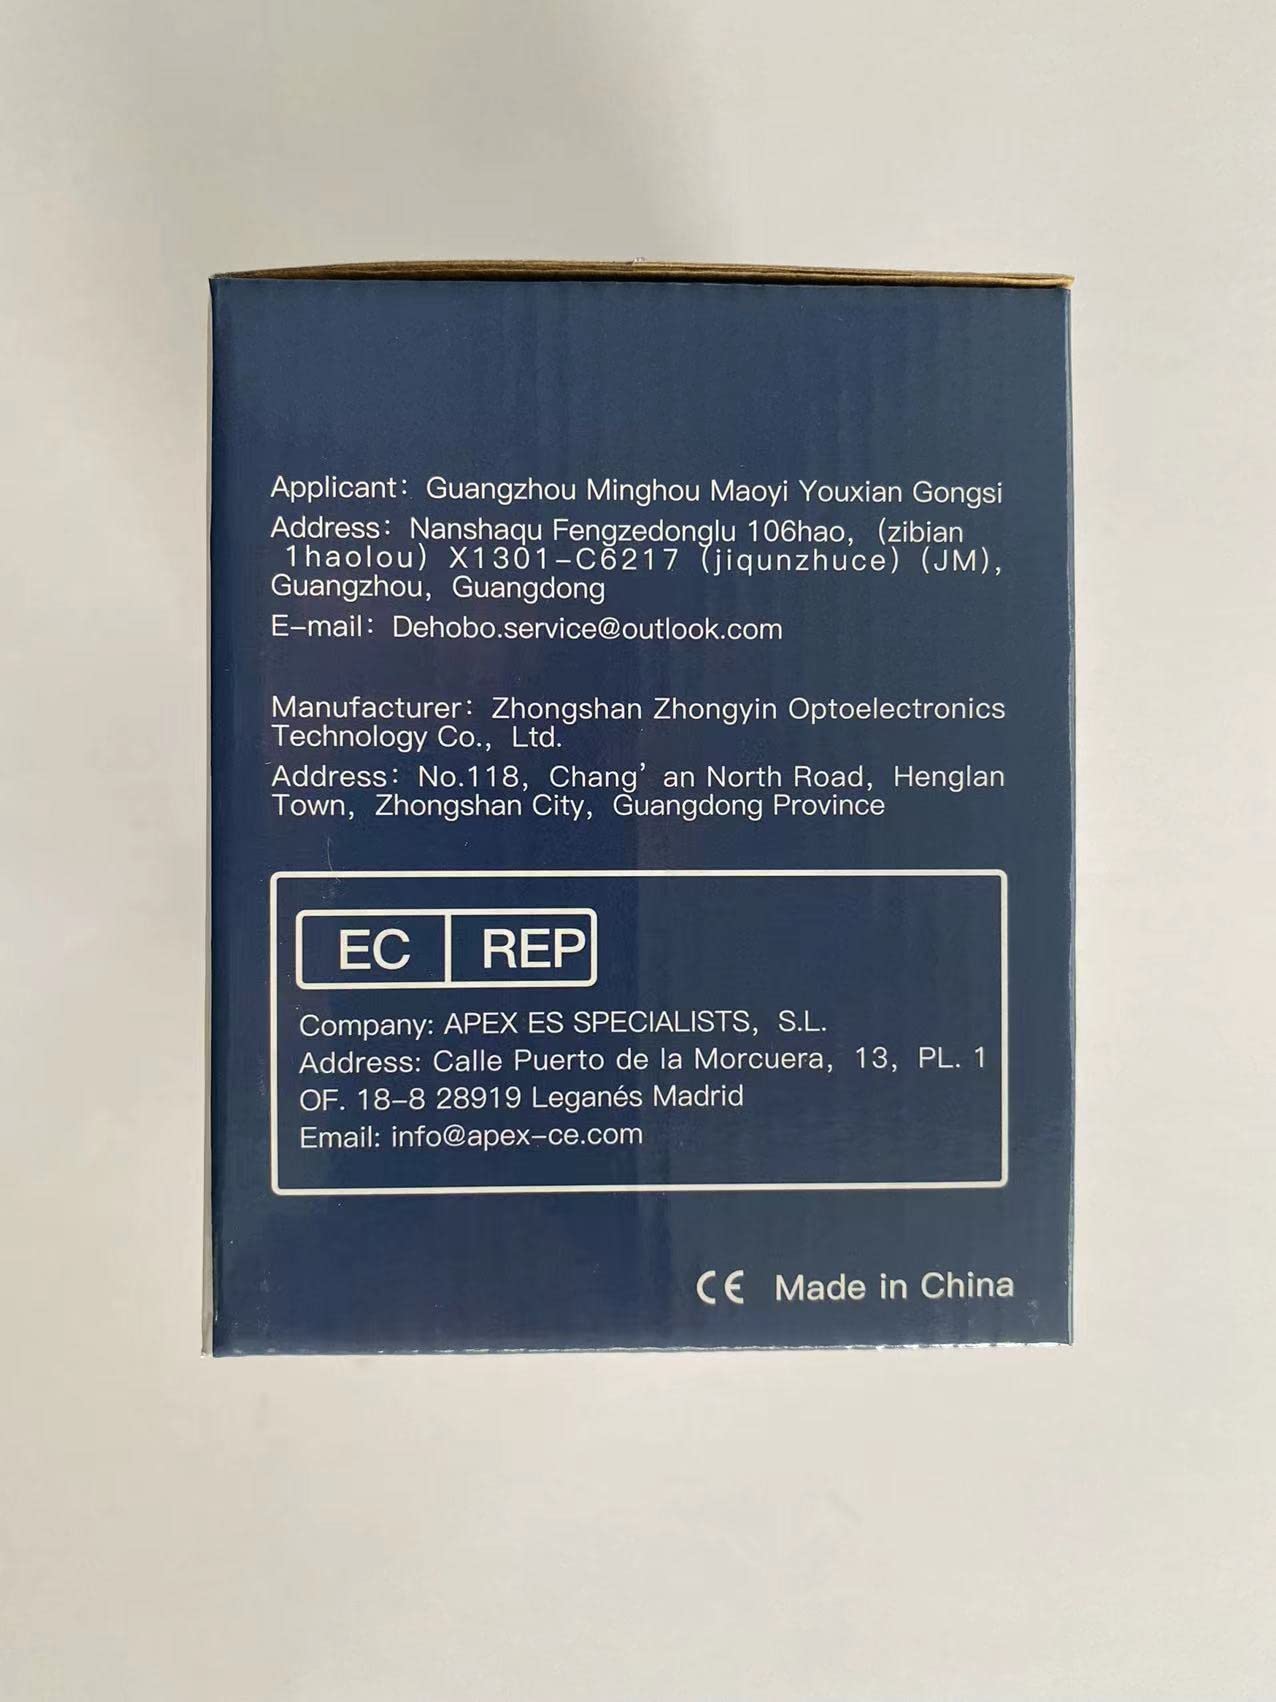 Applicant: Guangzhou Minghou Maoyi Youxian Gongsi
Address: Nanshaqu Fengzedonglu 106hao, (zibian
1haolou) X1301-C6217 (jiqunzhuce) (JM),
Guangzhou, Guangdong
E-mail: Dehobo.service@outlook.com
Manufacturer: Zhongshan Zhongyin Optoelectronics
Technology Co., Ltd.
Address: No.118, Chang' an North Road, Henglan
Town, Zhongshan City, Guangdong Province
EC REP
Company: APEX ES SPECIALISTS, S.L.
Address: Calle Puerto de la Morcuera, 13, PL. 1
OF. 18-8 28919 Leganés Madrid
Email: info@apex-ce.com
CE Made in China